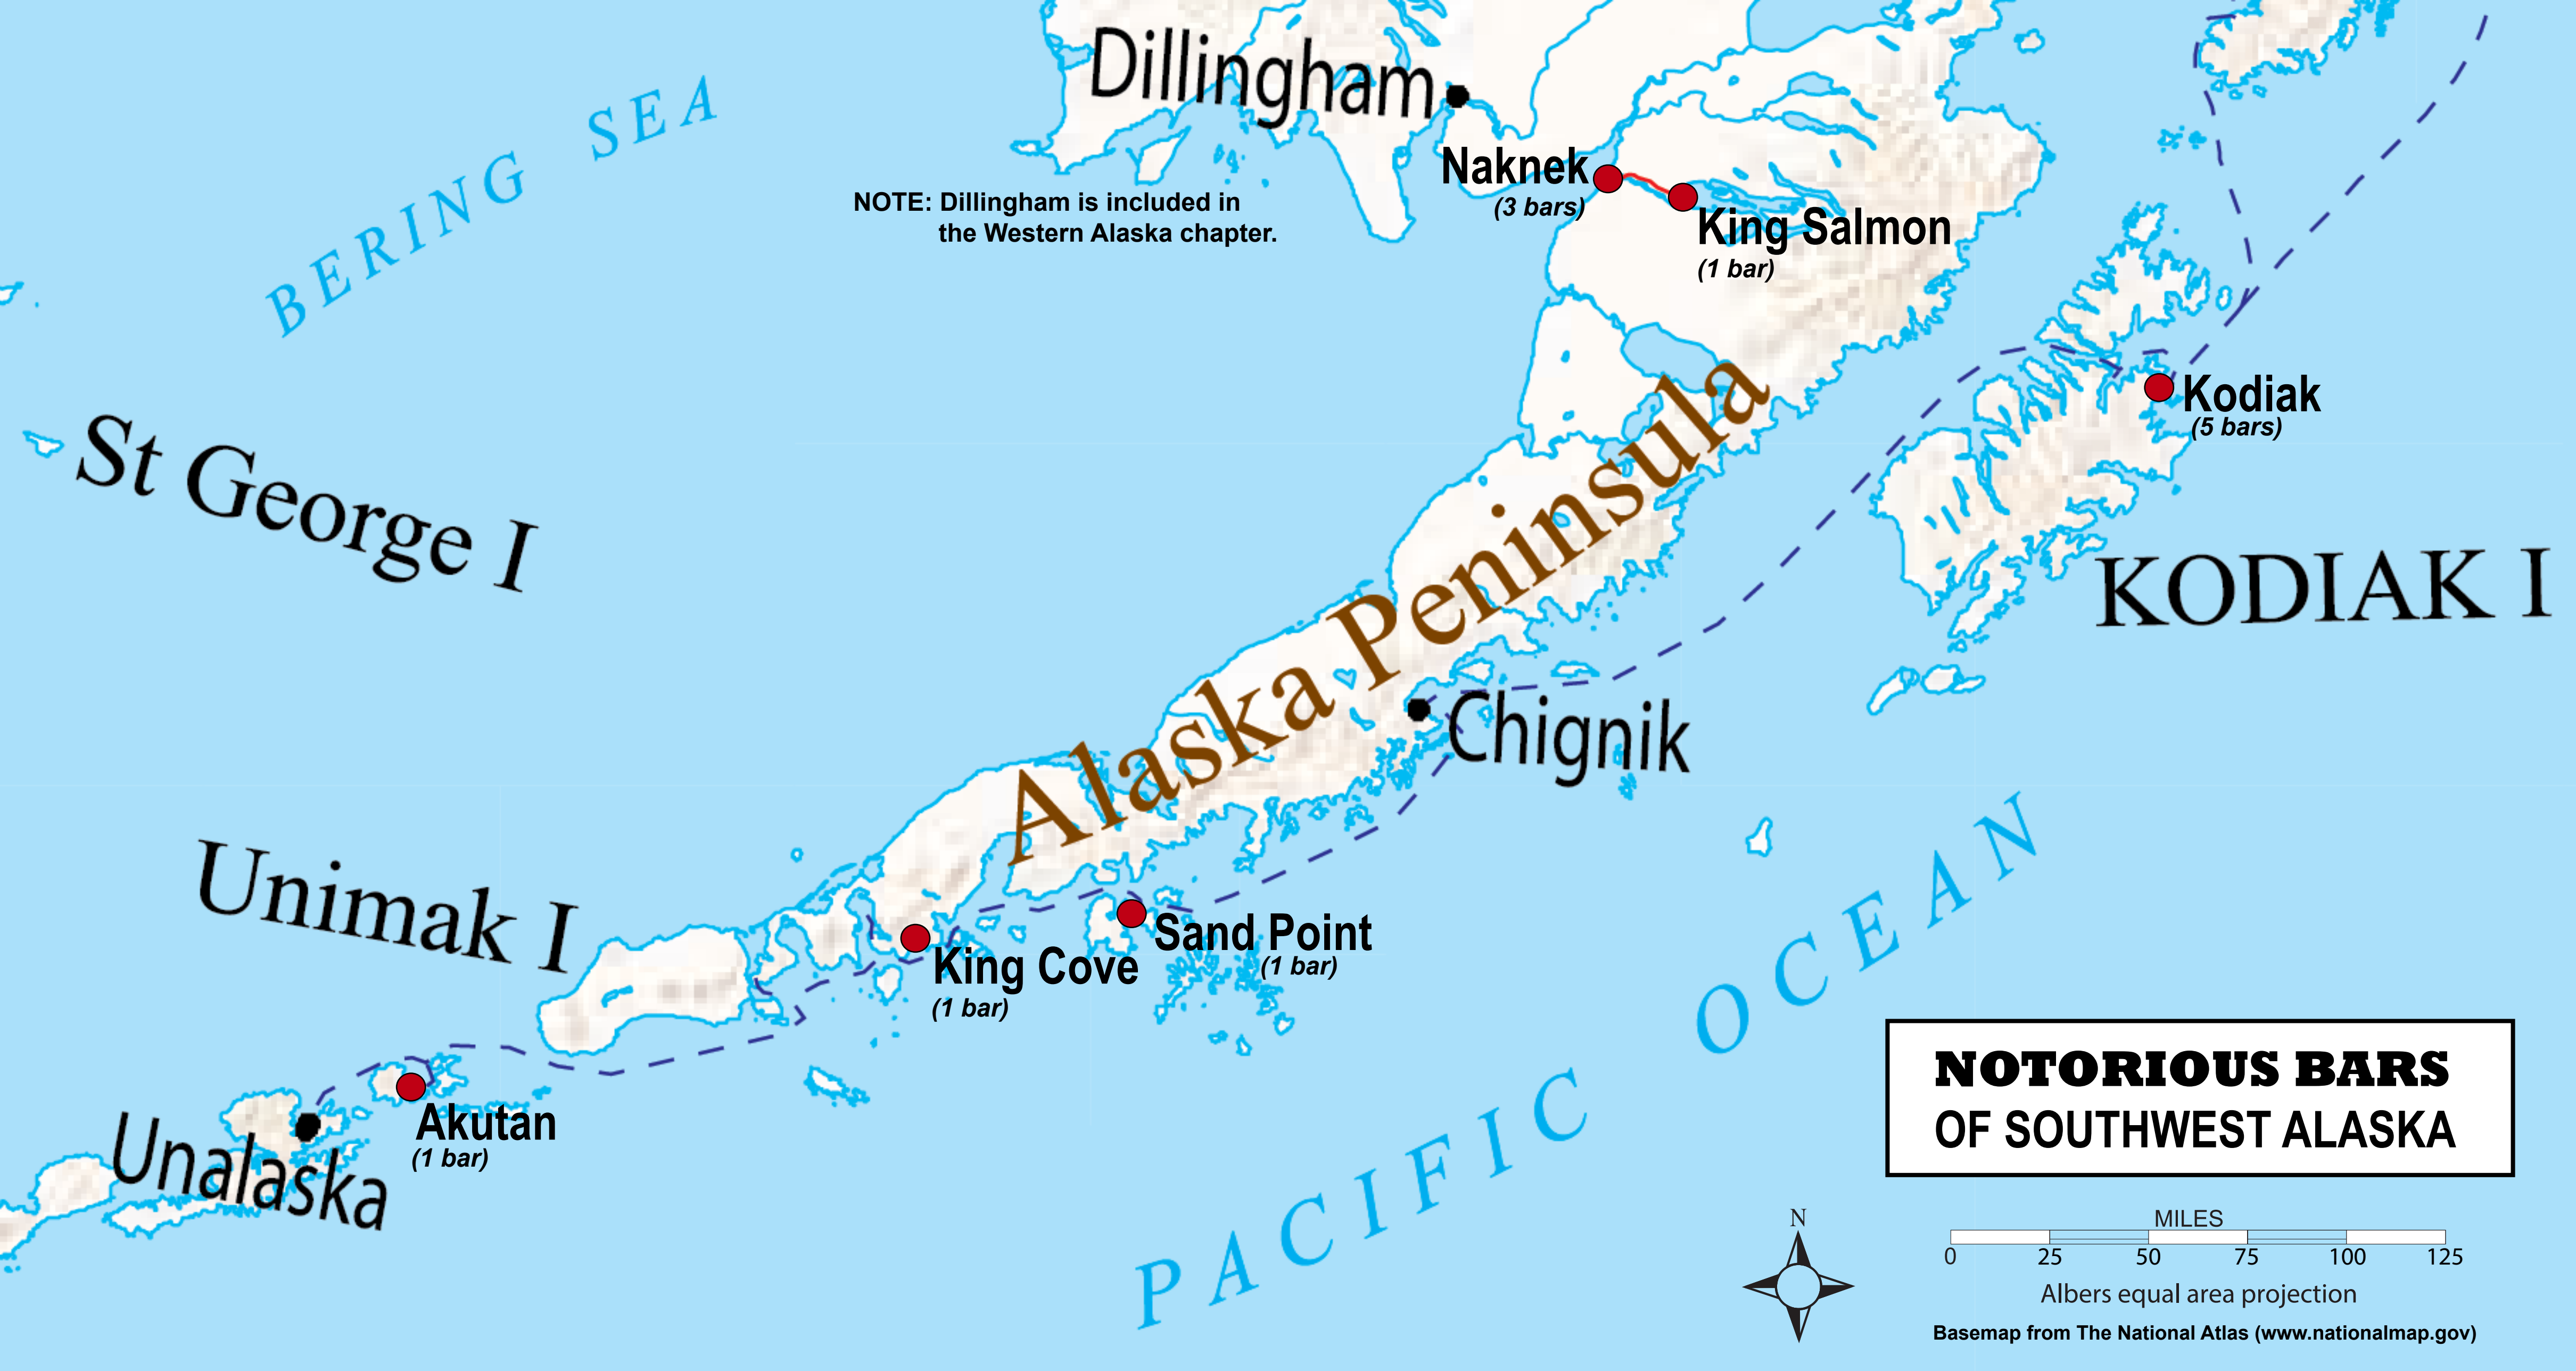 Dillingham
BERING SEA
Naknek
(3 bars)
NOTE: Dillingham is included in
the Western Alaska chapter.
King Salmon
(1 bar)
Kodiak
(5 bars)
St George I
Alaska Peninsula
KODIAK I
Chignik
Unimak I
Sand Point
(1 bar)
King Cove
(1 bar)
PACIFIC OCEAN
Akutan
(1 bar)
Unalaska
NOTORIOUS BARS
OF SOUTHWEST ALASKA
N
MILES
0 25 50 75 100 125
Albers equal area projection
Basemap from The National Atlas (www.nationalmap.gov)